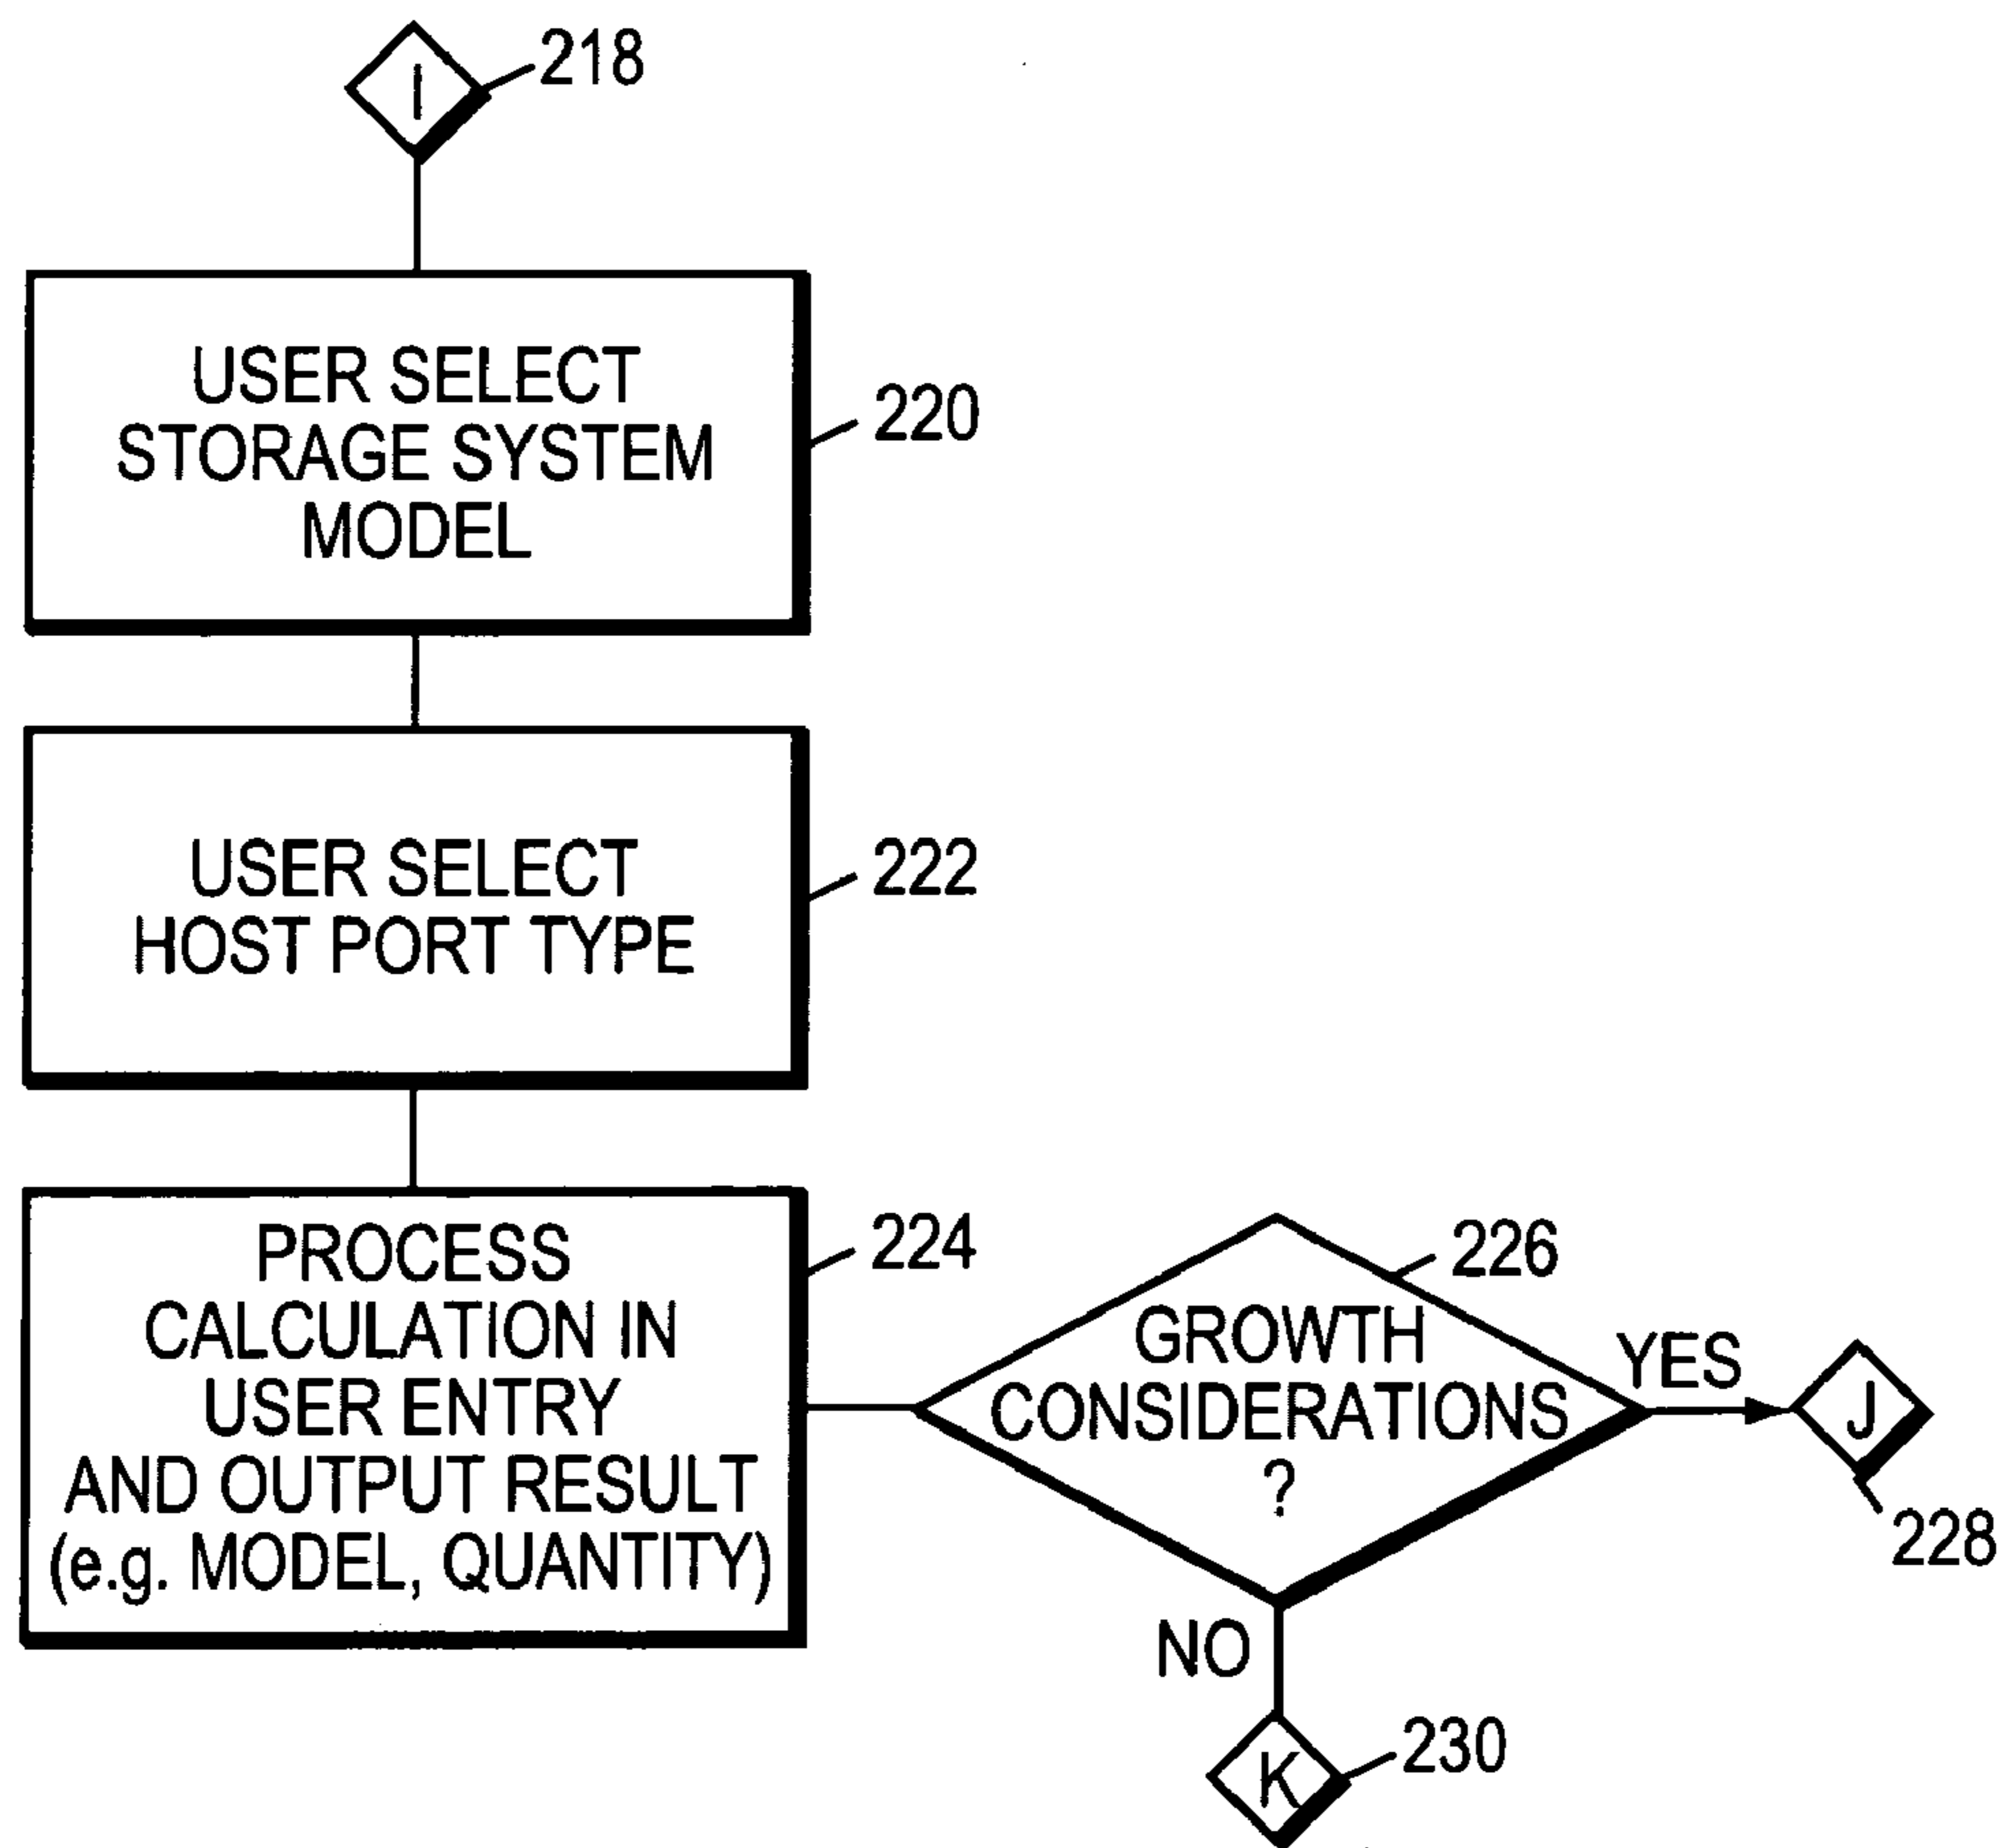 I
218
USER SELECT
STORAGE SYSTEM
MODEL
220
USER SELECT
HOST PORT TYPE
222
PROCESS
CALCULATION IN
USER ENTRY
AND OUTPUT RESULT
(e.g. MODEL, QUANTITY)
224
GROWTH
CONSIDERATIONS
?
226
YES
J
228
NO
K
230